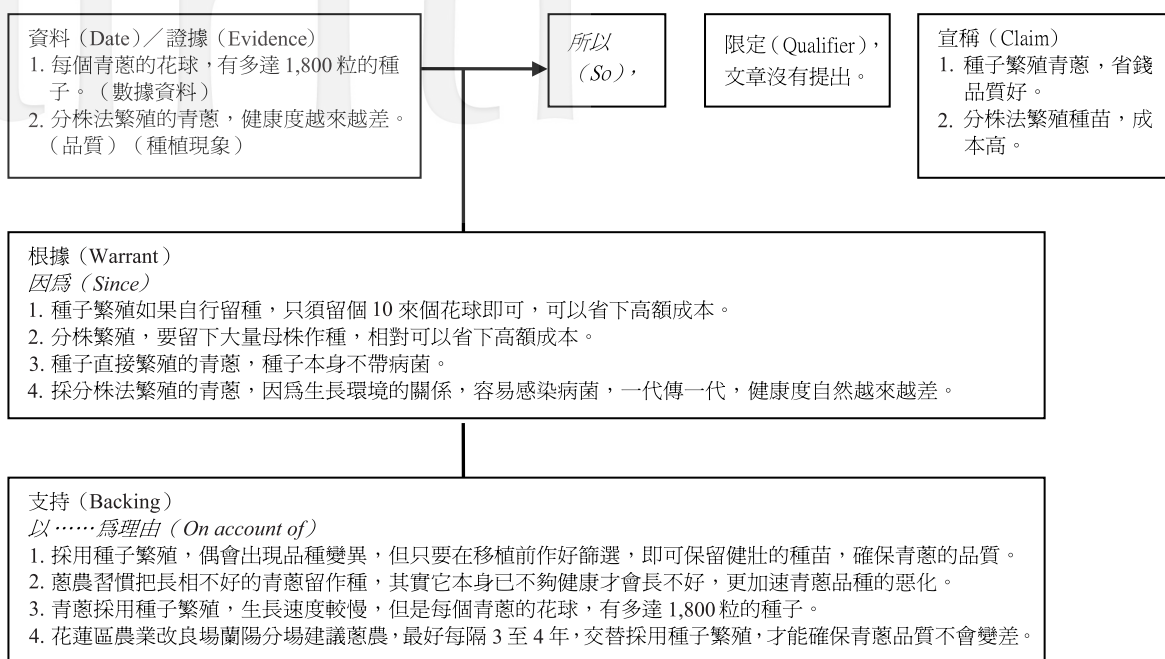 資料（Date）／證據（Evidence）
1. 每個青蔥的花球，有多達 1,800 粒的種
子。（數據資料）
2. 分株法繁殖的青蔥，健康度越來越差。
（品質）（種植現象）
所以
（So），
限定（Qualifier），
文章沒有提出。
宣稱（Claim）
1. 種子繁殖青蔥，省錢
品質好。
2. 分株法繁殖種苗，成
本高。
根據（Warrant）
因爲（Since）
1. 種子繁殖如果自行留種，只須留個 10 來個花球即可，可以省下高額成本。
2. 分株繁殖，要留下大量母株作種，相對可以省下高額成本。
3. 種子直接繁殖的青蔥，種子本身不帶病菌。
4. 採分株法繁殖的青蔥，因爲生長環境的關係，容易感染病菌，一代傳一代，健康度自然越來越差。
支持（Backing）
以……爲理由（On account of）
1. 採用種子繁殖，偶會出現品種變異，但只要在移植前作好篩選，即可保留健壯的種苗，確保青蔥的品質。
2. 蔥農習慣把長相不好的青蔥留作種，其實它本身已不夠健康才會長不好，更加速青蔥品種的惡化。
3. 青蔥採用種子繁殖，生長速度較慢，但是每個青蔥的花球，有多達 1,800 粒的種子。
4. 花蓮區農業改良場蘭陽分場建議蔥農，最好每隔 3 至 4 年，交替採用種子繁殖，才能確保青蔥品質不會變差。